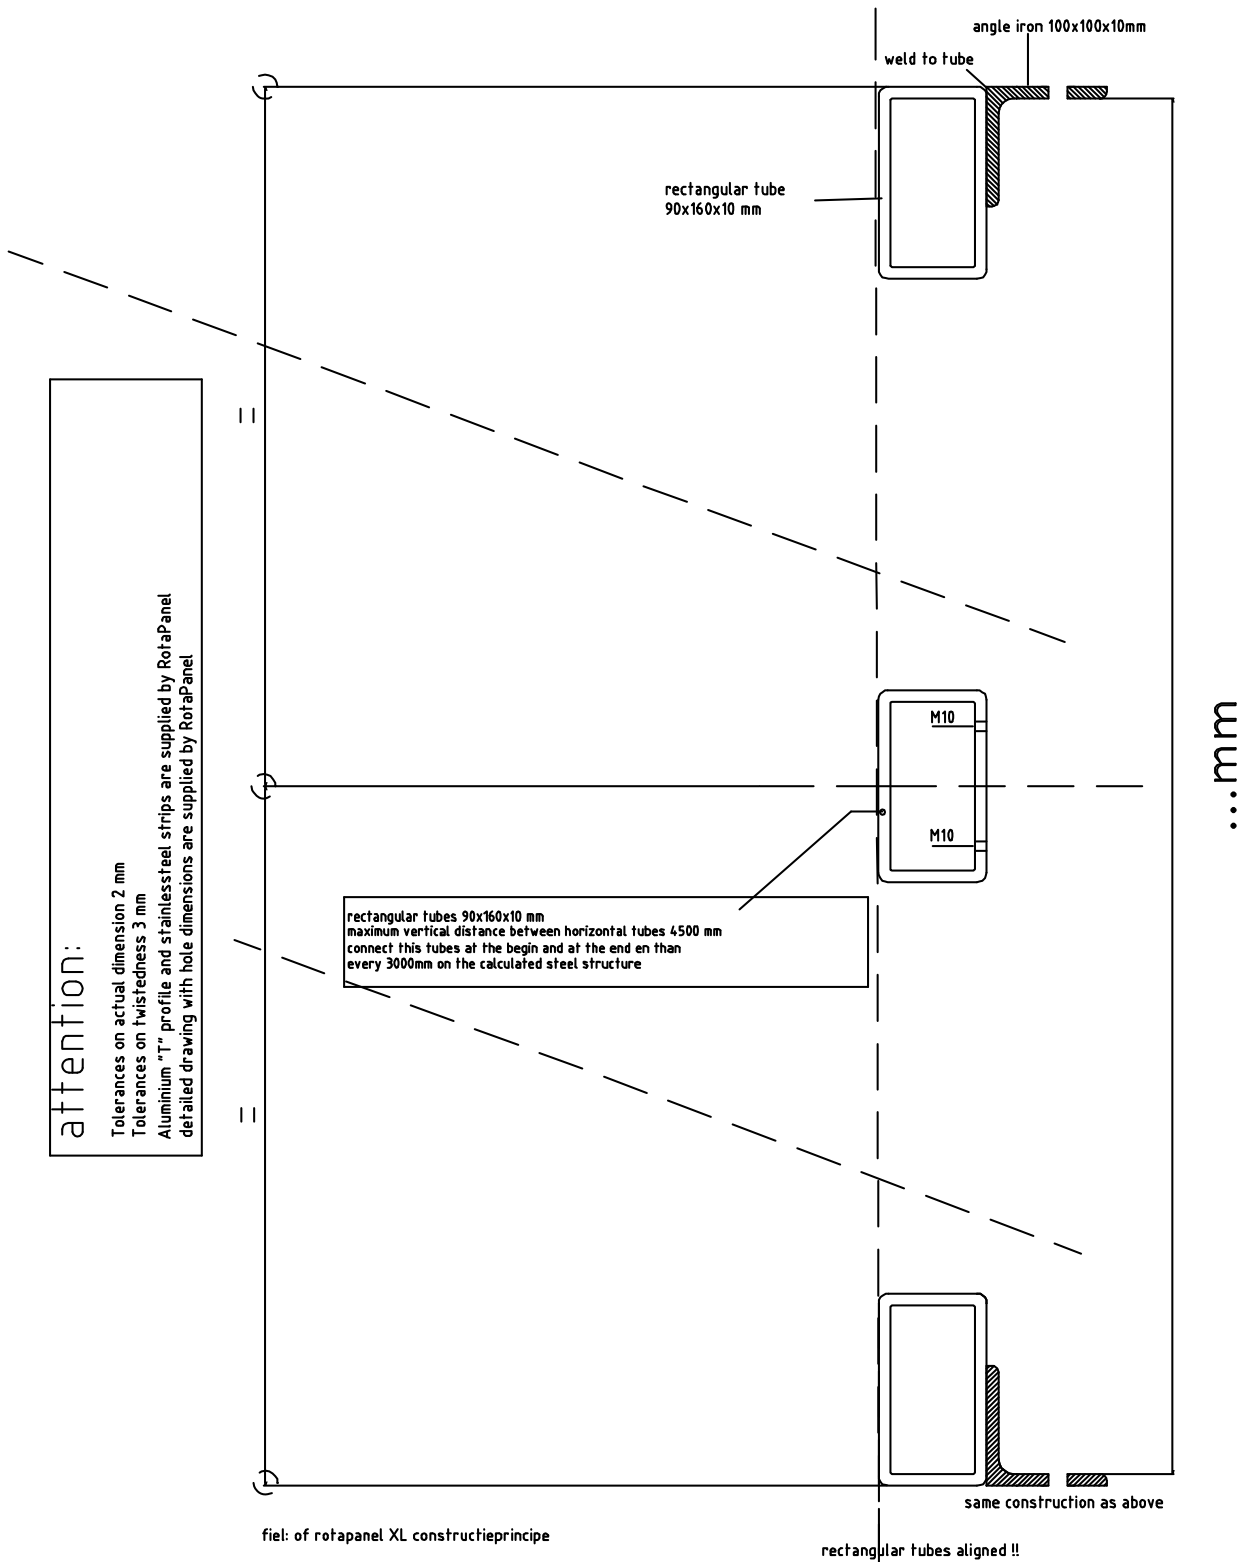 angle iron 100x100x10mm
weld to tube
rectangular tube
90x160x10 mm
attention:
Tolerances on actual dimension 2 mm
Tolerances on twistedness 3 mm
Aluminium "T" profile and stainlessteel strips are supplied by RotaPanel
detailed drawing with hole dimensions are supplied by RotaPanel
M10
M10
....mm
rectangular tubes 90x160x10 mm
maximum vertical distance between horizontal tubes 4500 mm
connect this tubes at the begin and at the end en than
every 3000mm on the calculated steel structure
same construction as above
fiel: of rotapanel XL constructieprincipe
rectangular tubes aligned !!